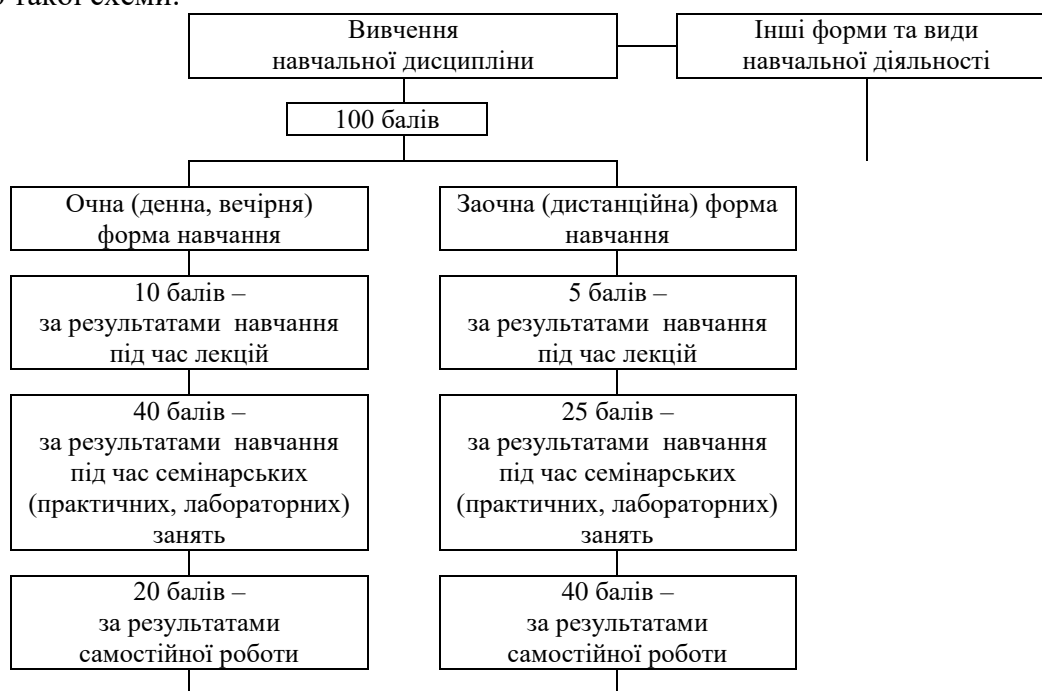 такої схеми:
Вивчення
навчальної дисципліни
Інші форми та види
навчальної діяльності
100 балів
Очна (денна, вечірня)
форма навчання
Заочна (дистанційна) форма
навчання
10 балів –
за результатами навчання
під час лекцій
5 балів –
за результатами навчання
під час лекцій
40 балів –
за результатами навчання
під час семінарських
(практичних, лабораторних)
занять
25 балів –
за результатами навчання
під час семінарських
(практичних, лабораторних)
занять
20 балів –
за результатами
самостійної роботи
40 балів –
за результатами
самостійної роботи